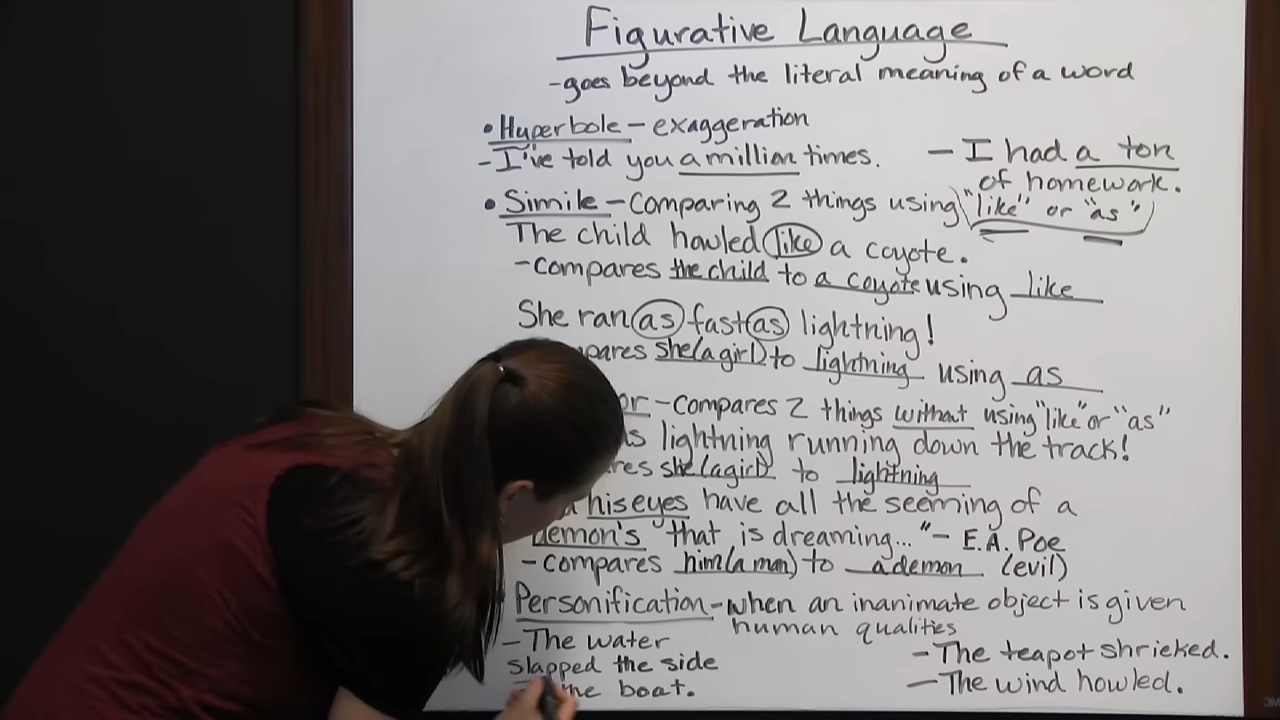 Figurative Language
-goes beyond the literal meaning of a word
• Hyperbole - exaggeration
- I've told you a million times.
- I had a ton
of homework.
• Simile - Comparing 2 things using "like" or "as"
The child howled like a coyote.
- Compares the child to a coyote using like
She ran as fast as lightning!
pares she (a girl) to lightning using as
or - Compares 2 things without using "like" or "as"
lightning running down the track!
res she (a girl) to lightning
his eyes have all the seeming of a
demon's that is dreaming..." - E.A. Poe
- compares him (a man) to a demon (evil)
Personification - when an inanimate object is given
human qualities
- The water
slapped the side
the boat.
- The teapot shrieked.
- The wind howled.